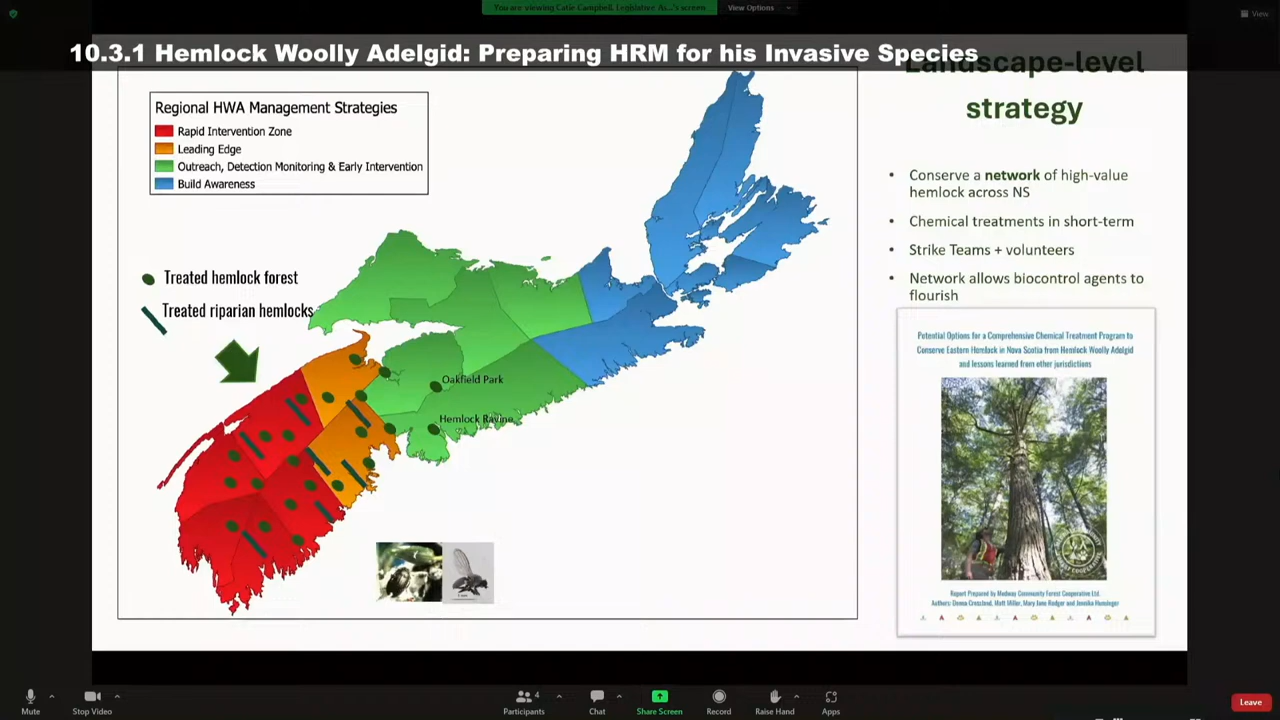 You are viewing Catie Campbell, Legislative As...'s screen
View Options
View
10.3.1 Hemlock Woolly Adelgid: Preparing HRM for his Invasive Species
Landscape-level
strategy
Regional HWA Management Strategies
Rapid Intervention Zone
Leading Edge
Outreach, Detection Monitoring & Early Intervention
Build Awareness
Treated hemlock forest
Treated riparian hemlocks
Oakfield Park
Hemlock Ravine
• Conserve a network of high-value
hemlock across NS
• Chemical treatments in short-term
• Strike Teams + volunteers
• Network allows biocontrol agents to
flourish
Potential Options for a Comprehensive Chemical Treatment Program to
Conserve Eastern Hemlock in Nova Scotia from Hemlock Woolly Adelgid
and lessons learned from other jurisdictions
Report Prepared by Medway Community Forest Cooperative Ltd.
Authors: Donna Crossland, Matt Miller, Mary Jane Rodger and
Mute
Stop Video
Participants
4
Chat
Share Screen
Record
Raise Hand
Apps
Leave